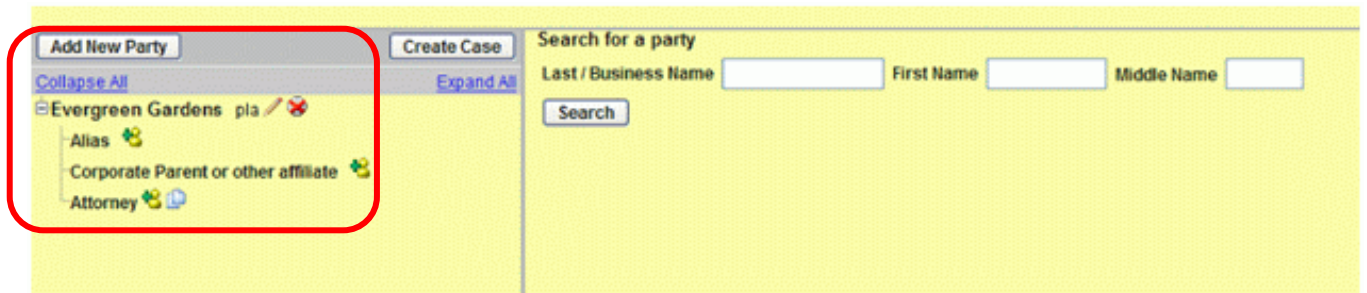 Add New Party Create Case
Collapse All Expand All
Evergreen Gardens pla
Alias
Corporate Parent or other affiliate
Attorney
Search for a party
Last / Business Name First Name Middle Name
Search